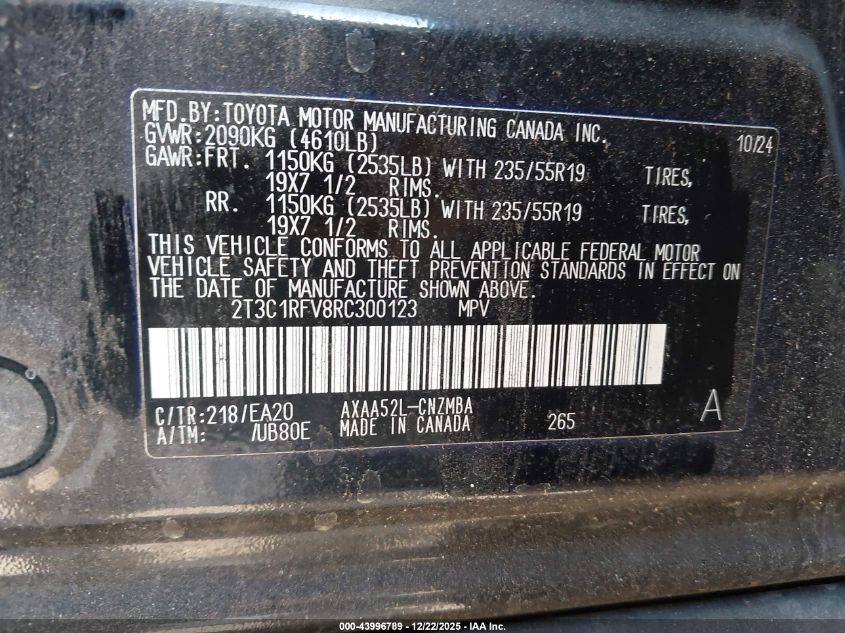 MFD.BY:TOYOTA MOTOR MANUFACTURING CANADA INC. 10/24
GVWR:2090KG (4610LB)
GAWR:FRT. 1150KG (2535LB) WITH 235/55R19 TIRES,
19X7 1/2 RIMS.
RR. 1150KG (2535LB) WITH 235/55R19 TIRES,
19X7 1/2 RIMS.
THIS VEHICLE CONFORMS TO ALL APPLICABLE FEDERAL MOTOR
VEHICLE SAFETY AND THEFT PREVENTION STANDARDS IN EFFECT ON
THE DATE OF MANUFACTURE SHOWN ABOVE.
2T3C1RFV8RC300123 MPV
C/TR:218/EA20 AXAA52L-CNZMBA 265 A
A/TM: /UB80E MADE IN CANADA
000-43996789 - 12/22/2025 - IAA Inc.